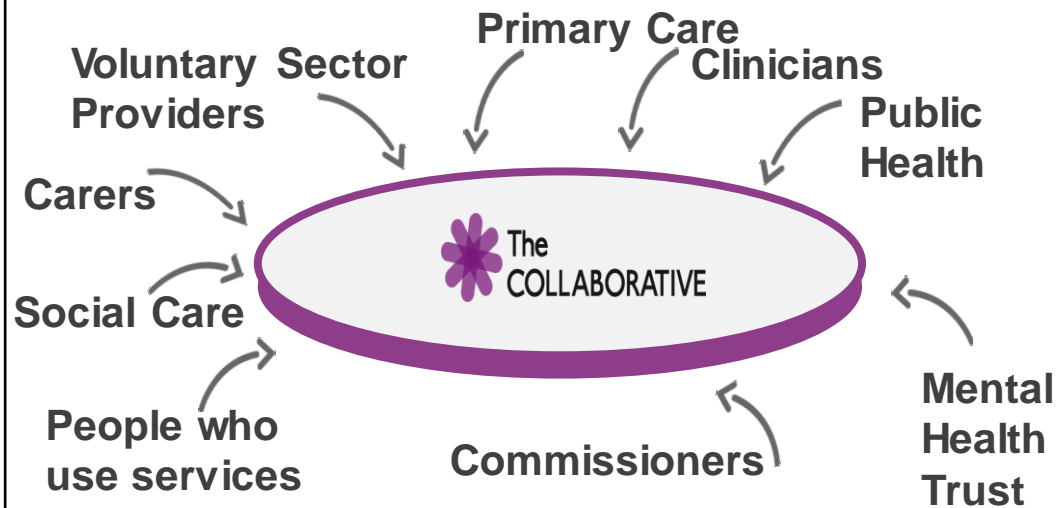 Primary Care
Voluntary Sector
Providers
Clinicians
Public
Health
Carers
The
COLLABORATIVE
Social Care
People who
use services
Commissioners
Mental
Health
Trust